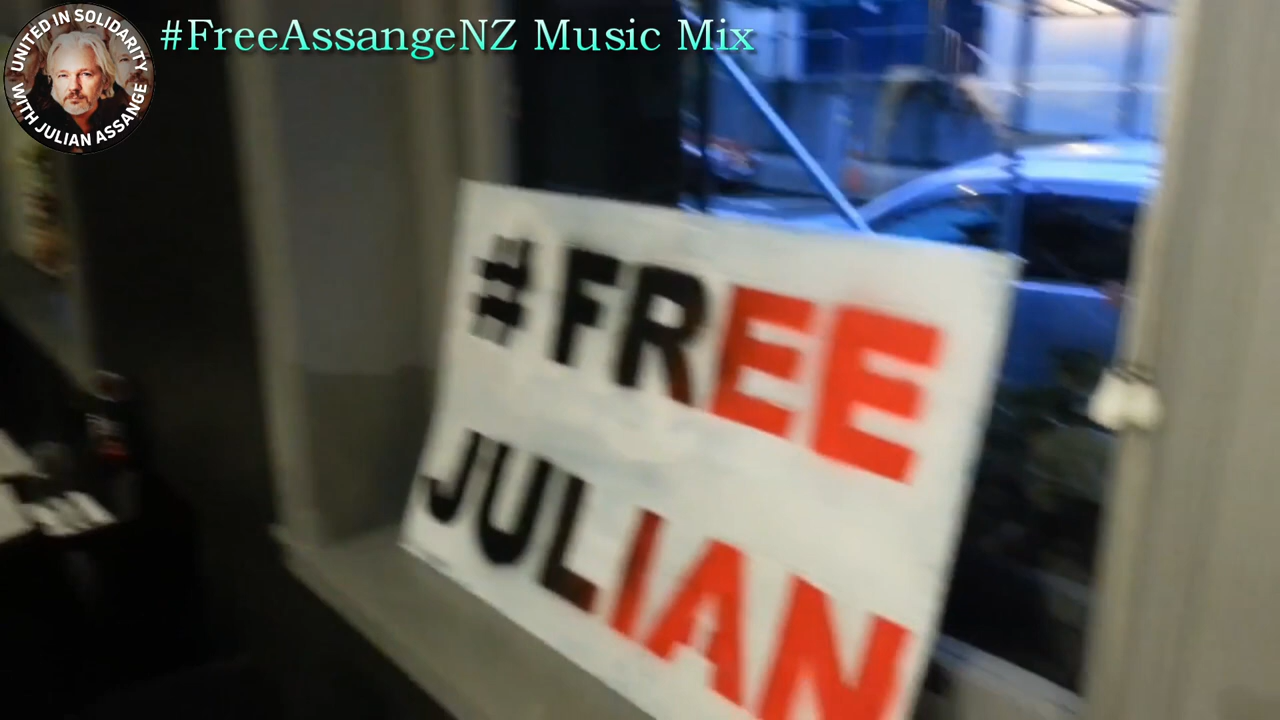 UNITED IN SOLIDARITY
WITH JULIAN ASSANGE
#FreeAssangeNZ Music Mix
# FREE
JULIAN